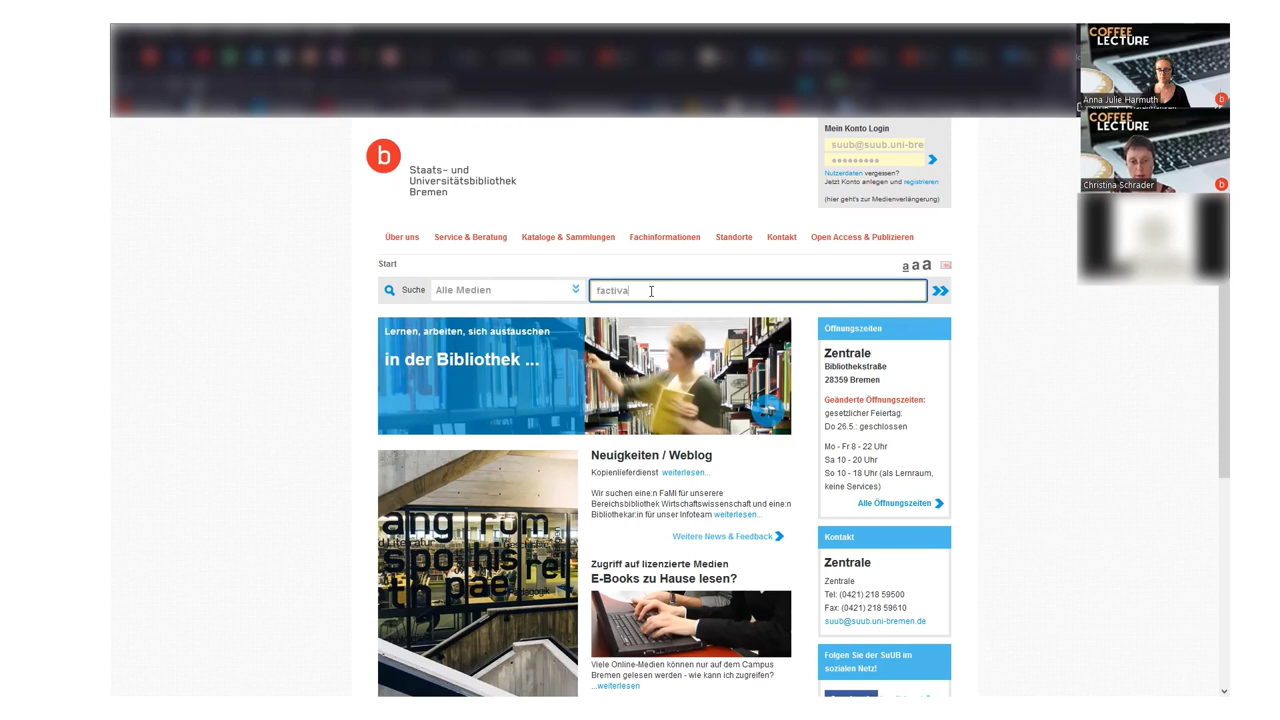 COFFEE
LECTURE
Anna Julie Harmuth
COFFEE
LECTURE
Christina Schrader
b
Staats- und
Universitätsbibliothek
Bremen
Mein Konto Login
suub@suub.uni-bre
Nutzerdaten vergessen?
Jetzt Konto anlegen und registrieren
(hier geht's zur Medienverlängerung)
Über uns Service & Beratung Kataloge & Sammlungen Fachinformationen Standorte Kontakt Open Access & Publizieren
Start
a a a
Suche Alle Medien factiva
Lernen, arbeiten, sich austauschen
in der Bibliothek ...
Neuigkeiten / Weblog
Kopienlieferdienst weiterlesen...
Wir suchen eine:n FaMI für unserere
Bereichsbibliothek Wirtschaftswissenschaft und eine:n
Bibliothekar:in für unser Infoteam weiterlesen...
Weitere News & Feedback
Zugriff auf lizenzierte Medien
E-Books zu Hause lesen?
Viele Online-Medien können nur auf dem Campus
Bremen gelesen werden - wie kann ich zugreifen?
...weiterlesen
Öffnungszeiten
Zentrale
Bibliothekstraße
28359 Bremen
Geänderte Öffnungszeiten:
gesetzlicher Feiertag:
Do 26.5.: geschlossen
Mo - Fr 8 - 22 Uhr
Sa 10 - 20 Uhr
So 10 - 18 Uhr (als Lernraum,
keine Services)
Alle Öffnungszeiten
Kontakt
Zentrale
Zentrale
Tel: (0421) 218 59500
Fax: (0421) 218 59610
suub@suub.uni-bremen.de
Folgen Sie der SuUB im
sozialen Netz!